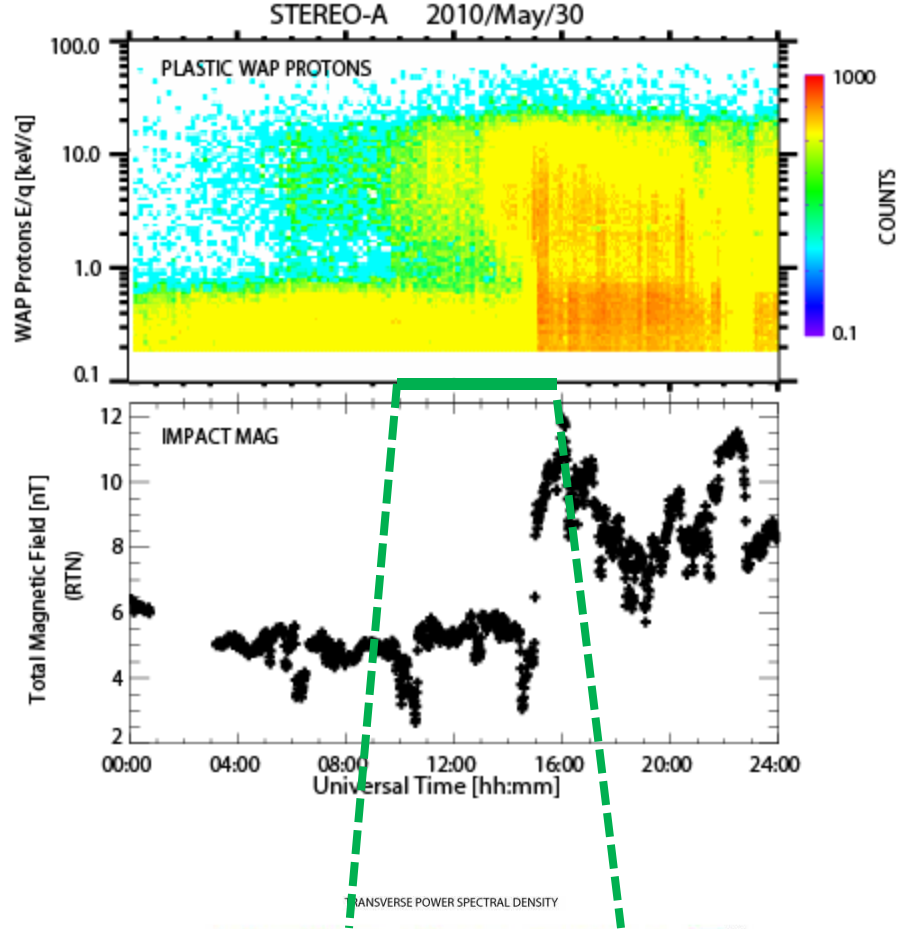 STEREO-A 2010/May/30
PLASTIC WAP PROTONS
WAP Protons E/q[keV/q]
100.0
10.0
1.0
0.1
1000
0.1
COUNTS
IMPACT MAG
Total Magnetic Field [nT]
(RTN)
12
10
8
6
4
2
00:00 04:00 08:00 12:00 16:00 20:00 24:00
Universal Time [hh:mm]
TRANSVERSE POWER SPECTRAL DENSITY